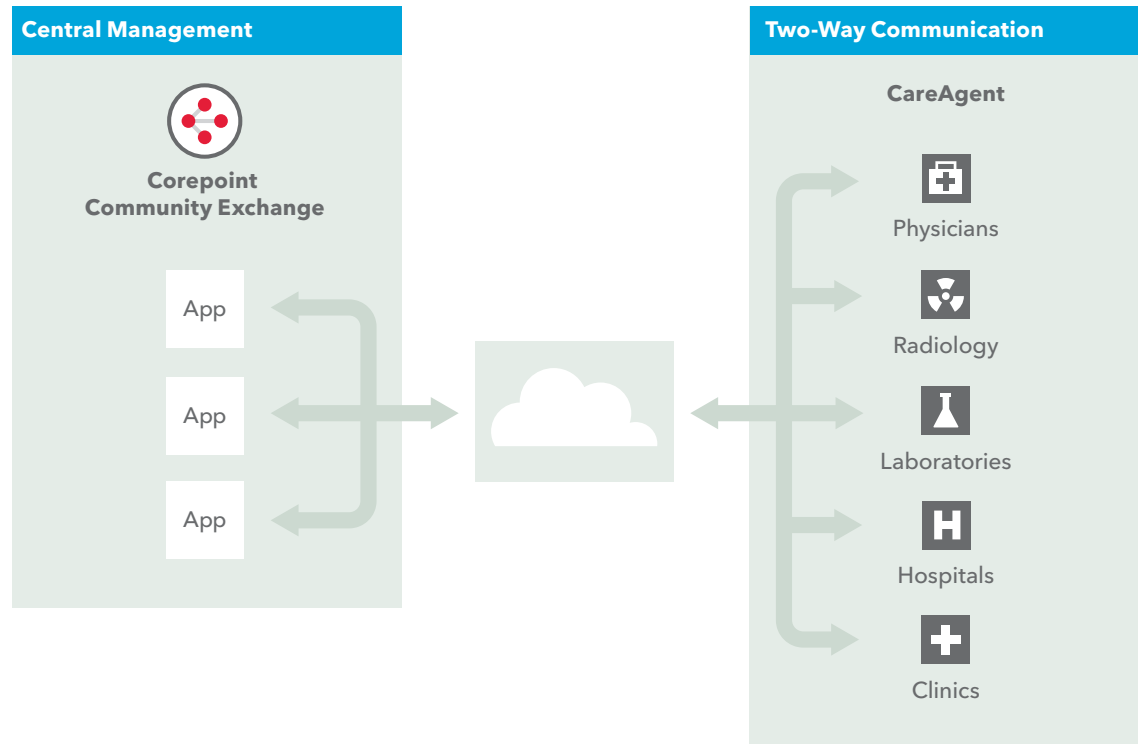 Central Management
Corepoint
Community Exchange
App
App
App
Two-Way Communication
CareAgent
Physicians
Radiology
Laboratories
H
Hospitals
Clinics